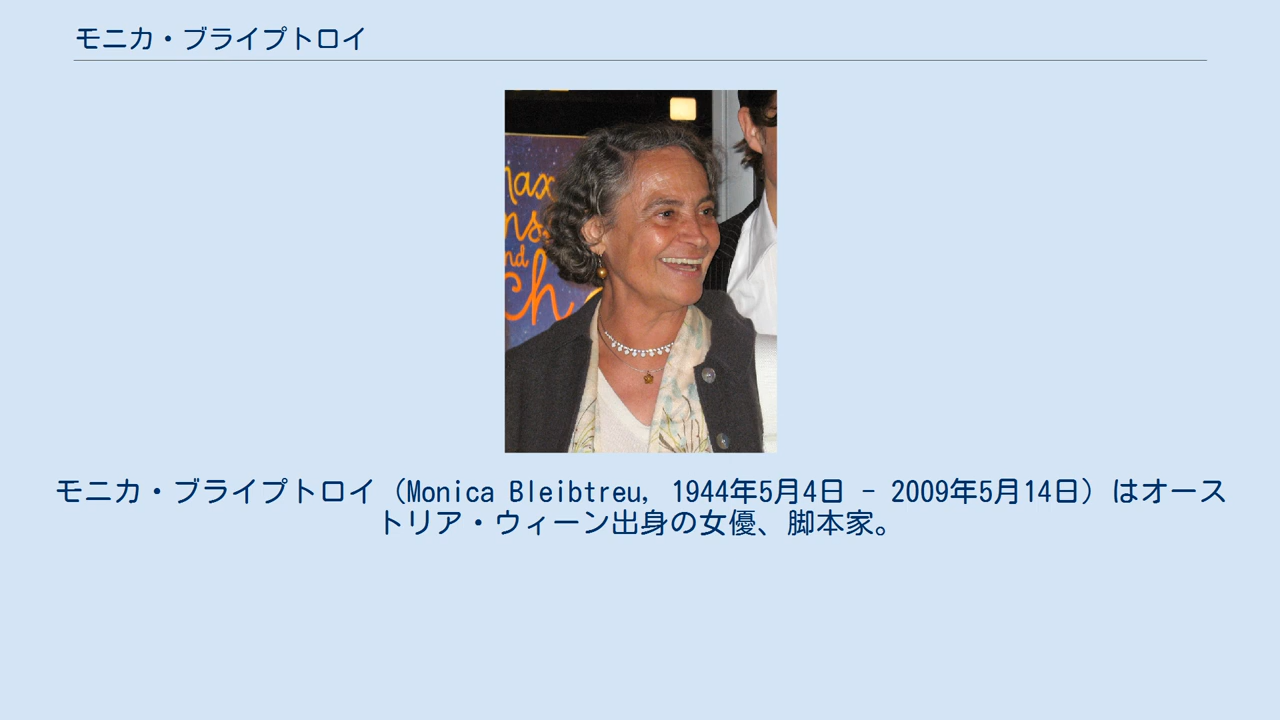 モニカ・ブライプトロイ
モニカ・ブライプトロイ（Monica Bleibtreu, 1944年5月4日 - 2009年5月14日）はオース
トリア・ウィーン出身の女優、脚本家。